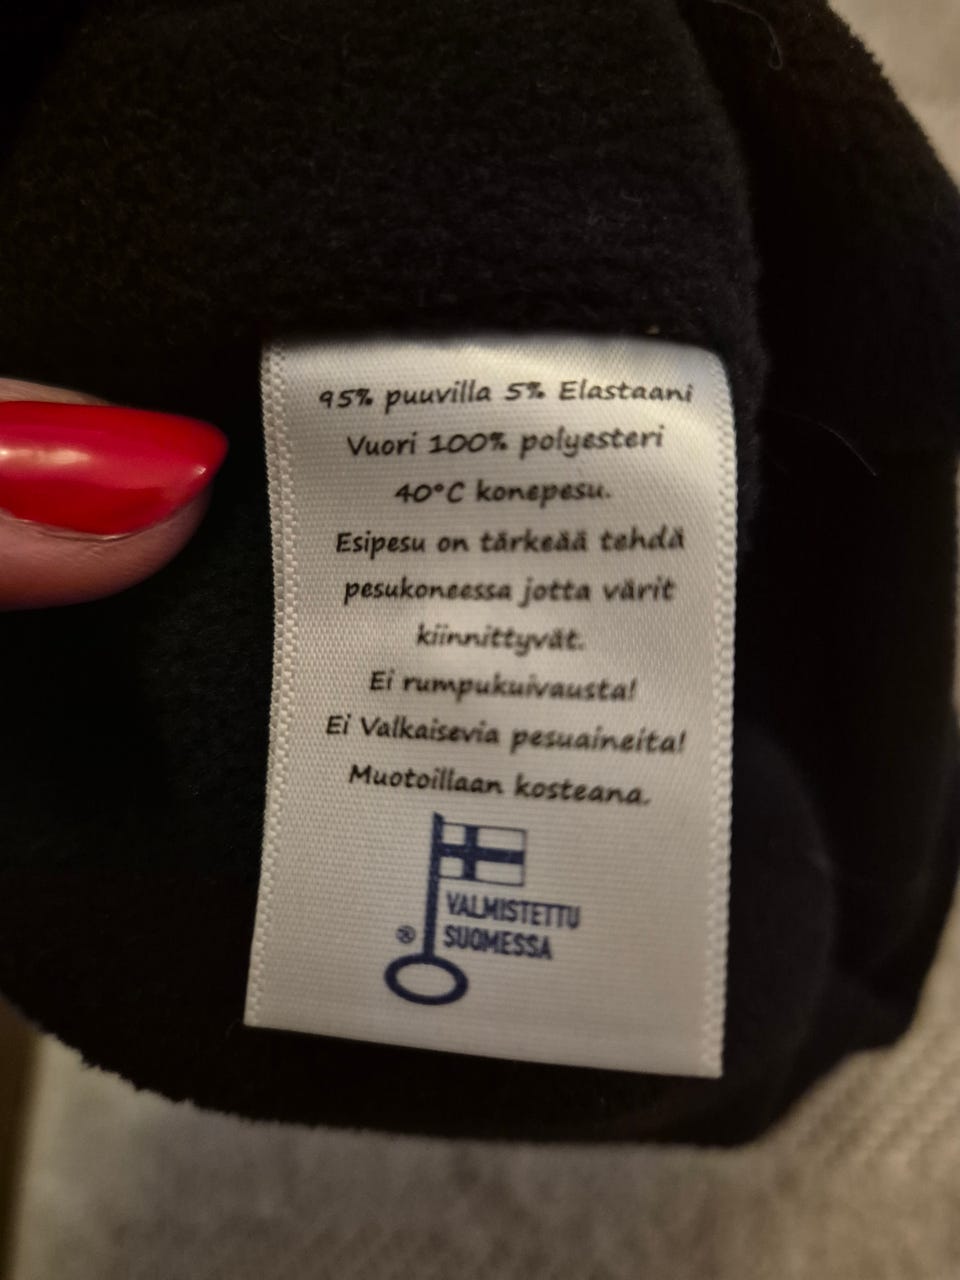 95% puuvilla 5% Elastaani
Vuori 100% polyesteri
40°C konepesu.
Esipesu on tärkeää tehdä
pesukoneessa jotta värit
kiinnittyvät.
Ei rumpukuivausta!
Ei Valkaisevia pesuaineita!
Muotoillaan kosteana.
VALMISTETTU
® SUOMESSA